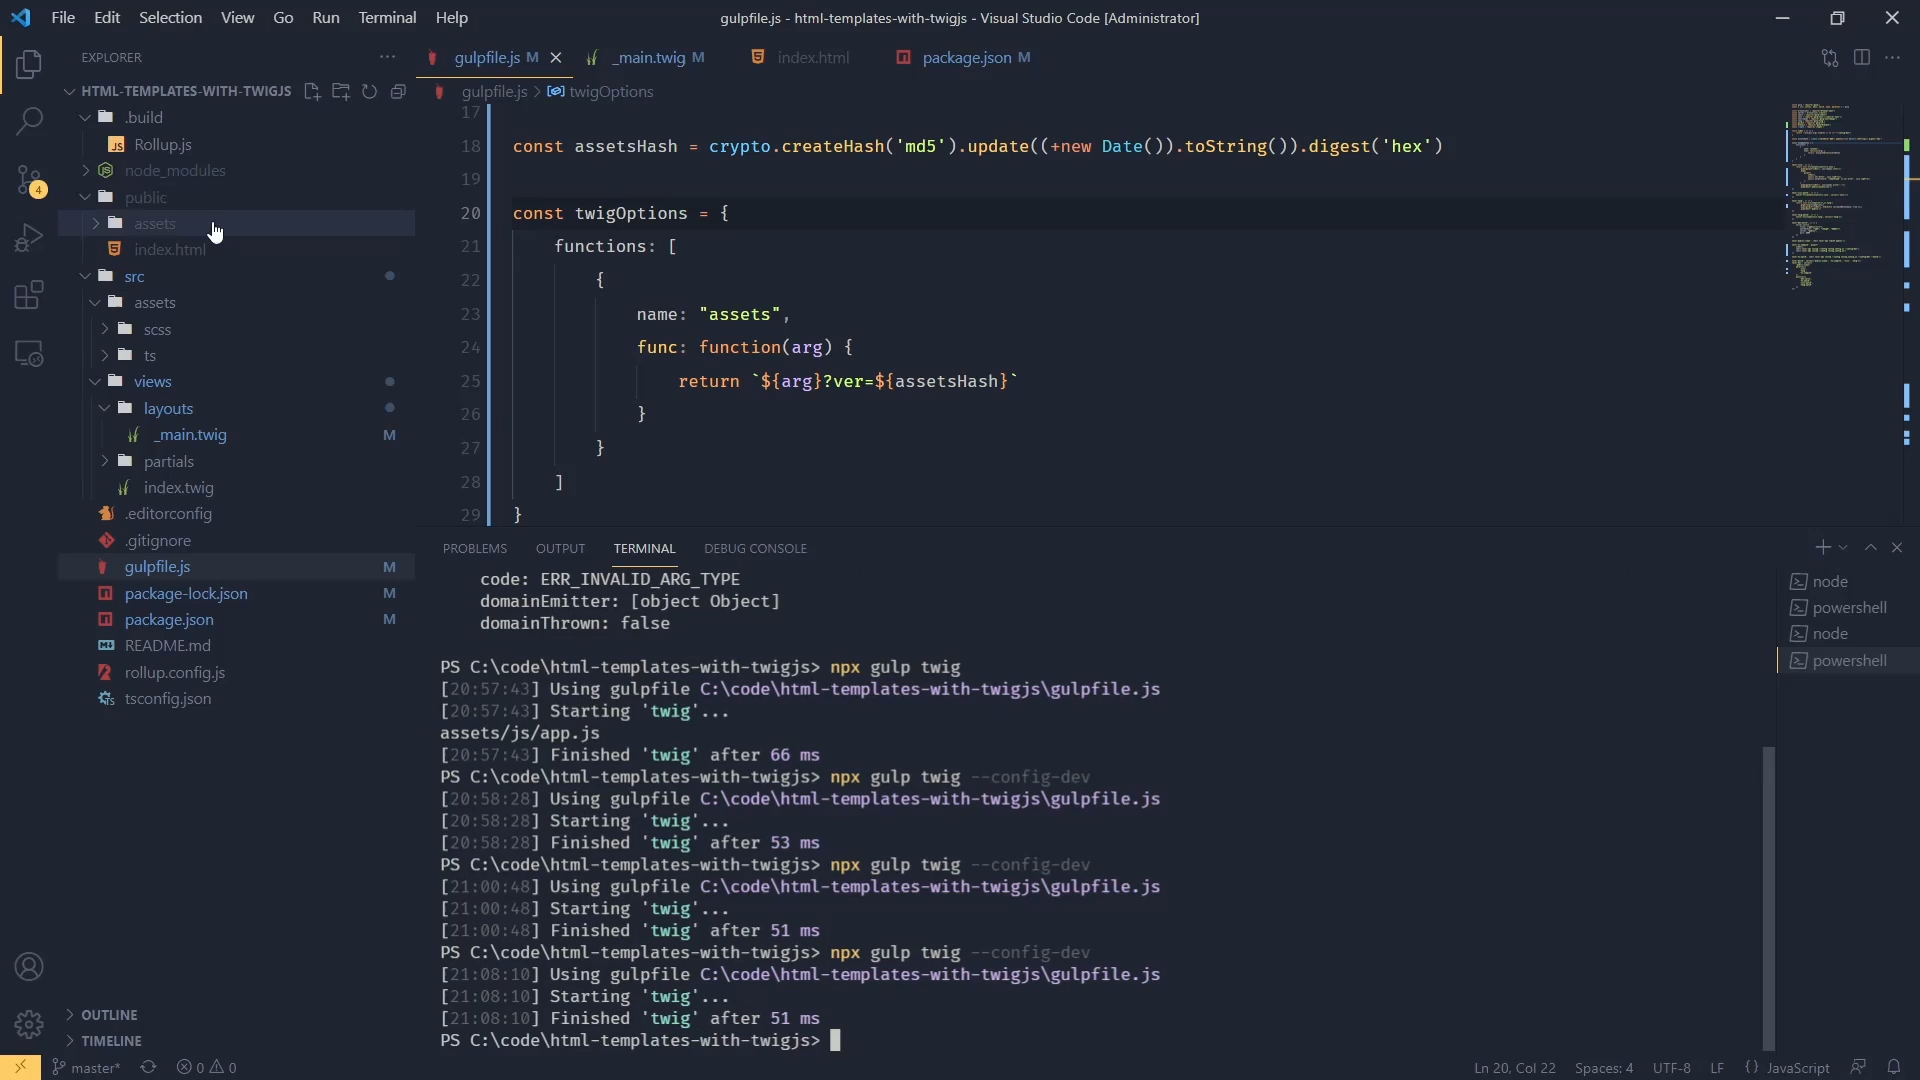 File Edit Selection View Go Run Terminal Help
gulpfile.js - html-templates-with-twigjs - Visual Studio Code [Administrator]
EXPLORER
HTML-TEMPLATES-WITH-TWIGJS
.build
JS Rollup.js
node_modules
public
assets
index.html
src
assets
scss
ts
views
layouts
_main.twig M
partials
index.twig
.editorconfig
.gitignore
gulpfile.js M
package-lock.json M
package.json M
README.md
rollup.config.js
tsconfig.json
OUTLINE
TIMELINE
4
gulpfile.js M
_main.twig M
index.html
package.json M
gulpfile.js > twigOptions
17
18 const assetsHash = crypto.createHash('md5').update((+new Date()).toString()).digest('hex')
19
20 const twigOptions = {
21 functions: [
22 {
23 name: "assets",
24 func: function(arg) {
25 return `${arg}?ver=${assetsHash}`
26 }
27 }
28 ]
29 }
PROBLEMS OUTPUT TERMINAL DEBUG CONSOLE
code: ERR_INVALID_ARG_TYPE
domainEmitter: [object Object]
domainThrown: false
PS C:\code\html-templates-with-twigjs> npx gulp twig
[20:57:43] Using gulpfile C:\code\html-templates-with-twigjs\gulpfile.js
[20:57:43] Starting 'twig'...
assets/js/app.js
[20:57:43] Finished 'twig' after 66 ms
PS C:\code\html-templates-with-twigjs> npx gulp twig --config-dev
[20:58:28] Using gulpfile C:\code\html-templates-with-twigjs\gulpfile.js
[20:58:28] Starting 'twig'...
[20:58:28] Finished 'twig' after 53 ms
PS C:\code\html-templates-with-twigjs> npx gulp twig --config-dev
[21:00:48] Using gulpfile C:\code\html-templates-with-twigjs\gulpfile.js
[21:00:48] Starting 'twig'...
[21:00:48] Finished 'twig' after 51 ms
PS C:\code\html-templates-with-twigjs> npx gulp twig --config-dev
[21:08:10] Using gulpfile C:\code\html-templates-with-twigjs\gulpfile.js
[21:08:10] Starting 'twig'...
[21:08:10] Finished 'twig' after 51 ms
PS C:\code\html-templates-with-twigjs>
node
powershell
node
powershell
master* 0 0
Ln 20, Col 22 Spaces: 4 UTF-8 LF {} JavaScript